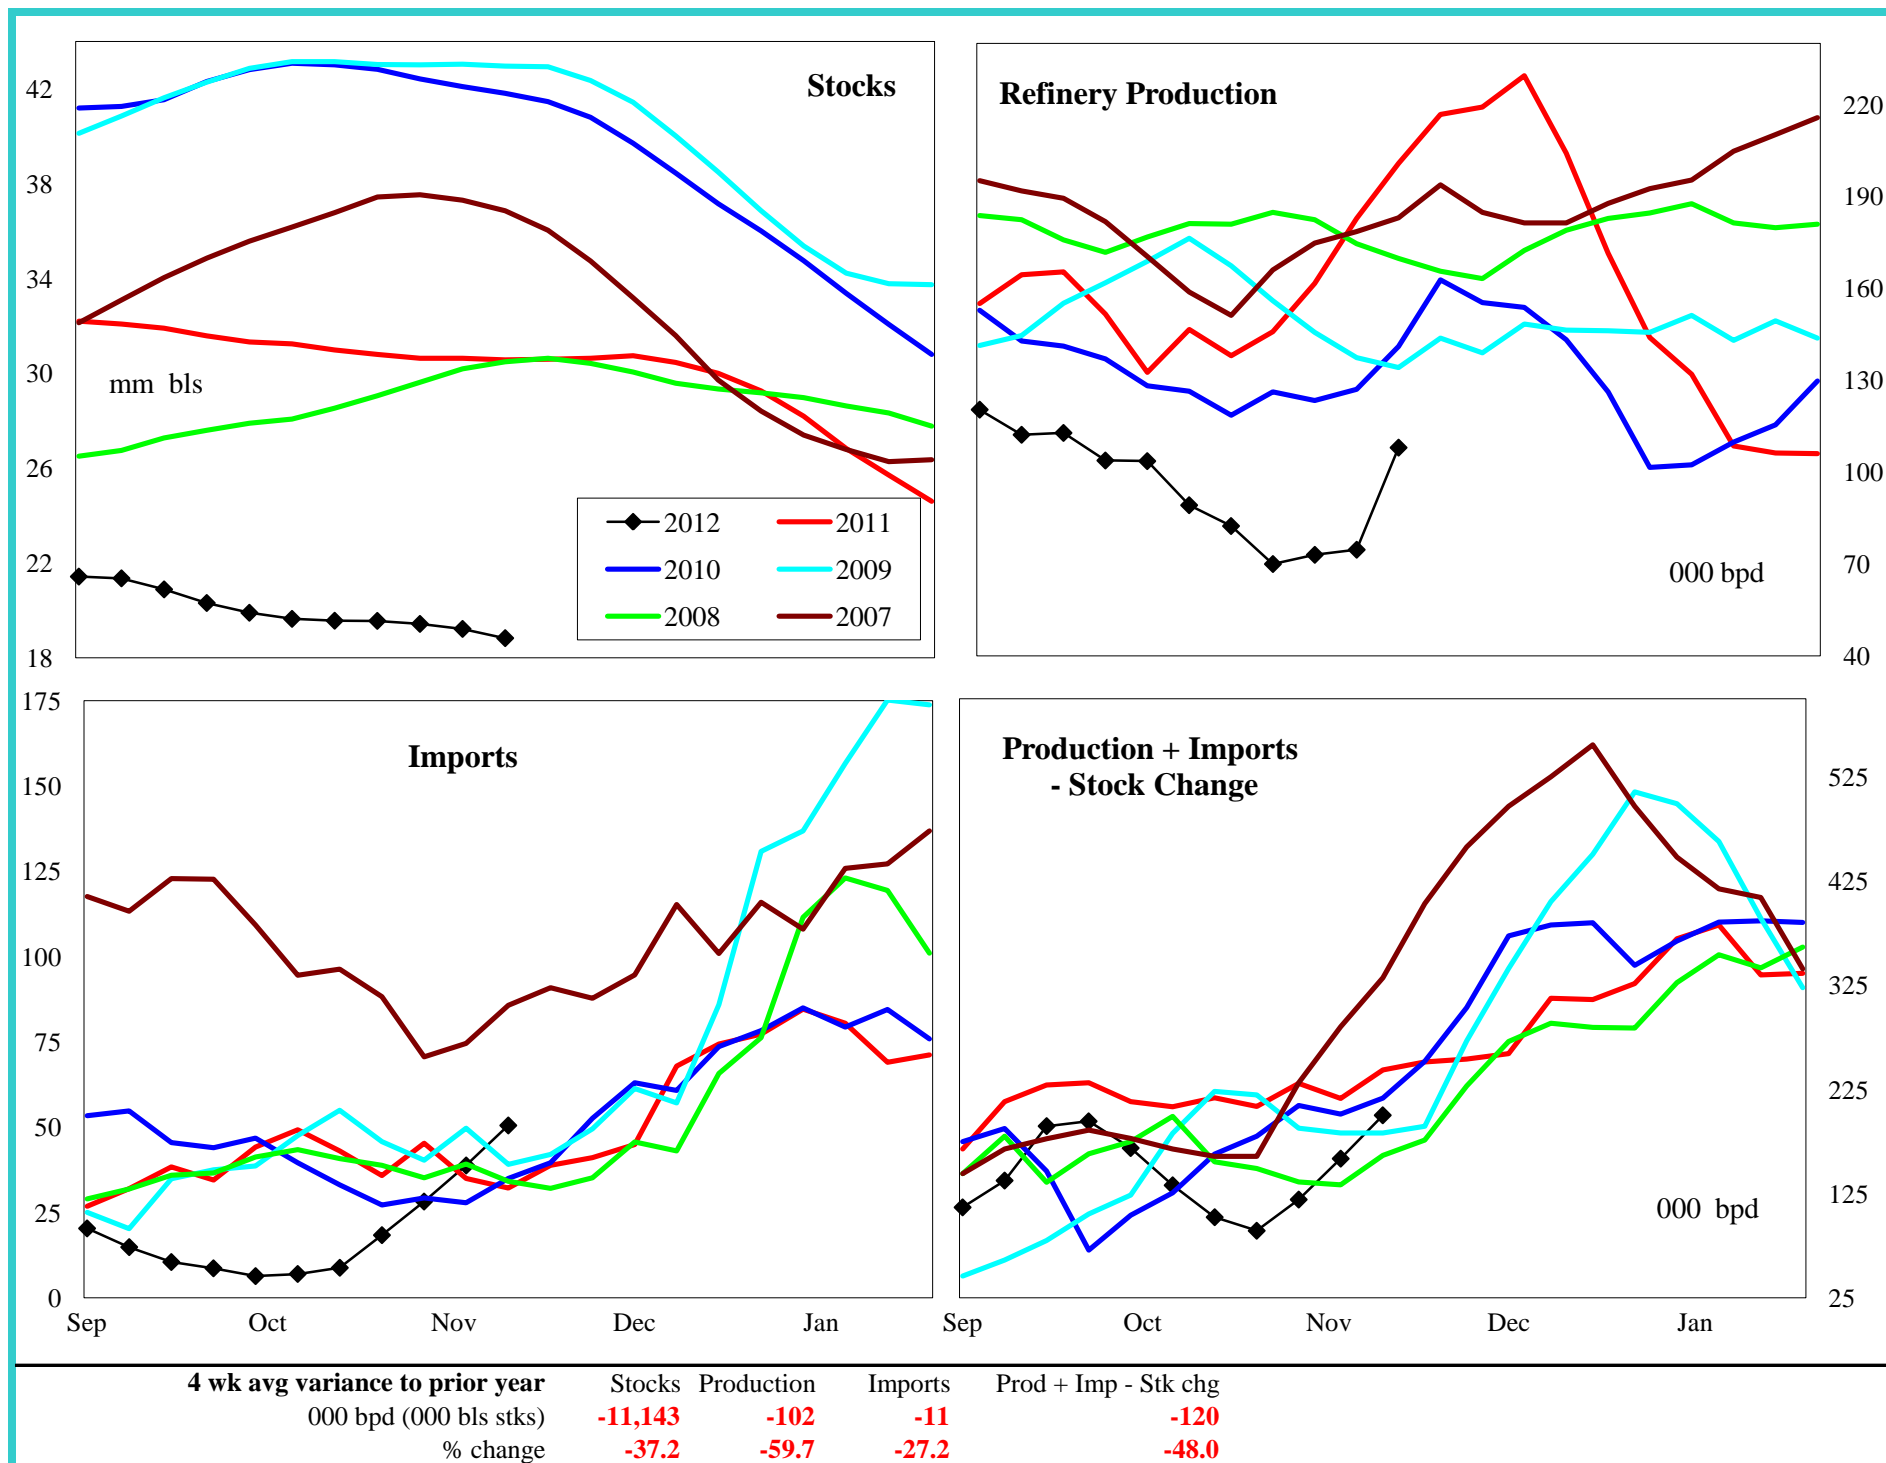 Stocks
42
38
34
30
26
22
18
mm bls
2012
2011
2010
2009
2008
2007
Refinery Production
220
190
160
130
100
70
40
000 bpd
Imports
175
150
125
100
75
50
25
0
Sep Oct Nov Dec Jan
Production + Imports
- Stock Change
525
425
325
225
125
25
000 bpd
Sep Oct Nov Dec Jan
4 wk avg variance to prior year Stocks Production Imports Prod + Imp - Stk chg
000 bpd (000 bls stks) -11,143 -102 -11 -120
% change -37.2 -59.7 -27.2 -48.0